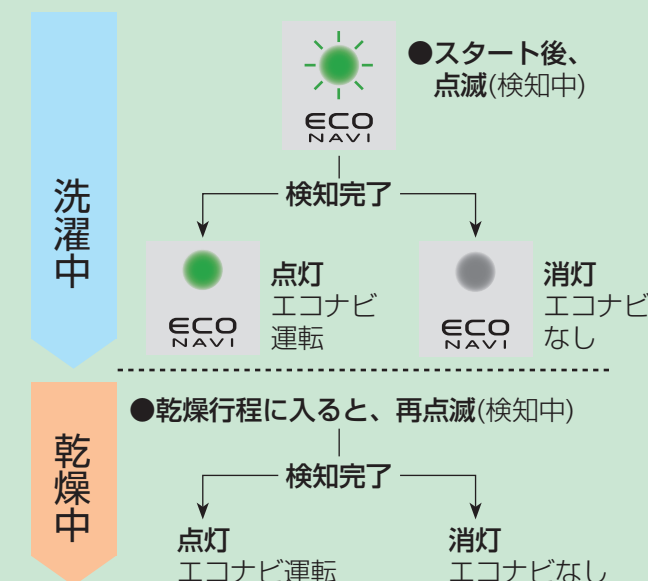 ●スタート後、
点滅(検知中)
ECO
NAVI
検知完了
洗濯中
点灯
エコナビ
運転
ECO
NAVI
消灯
エコナビ
なし
ECO
NAVI
●乾燥行程に入ると、再点滅(検知中)
乾燥中
検知完了
点灯
エコナビ運転
消灯
エコナビなし